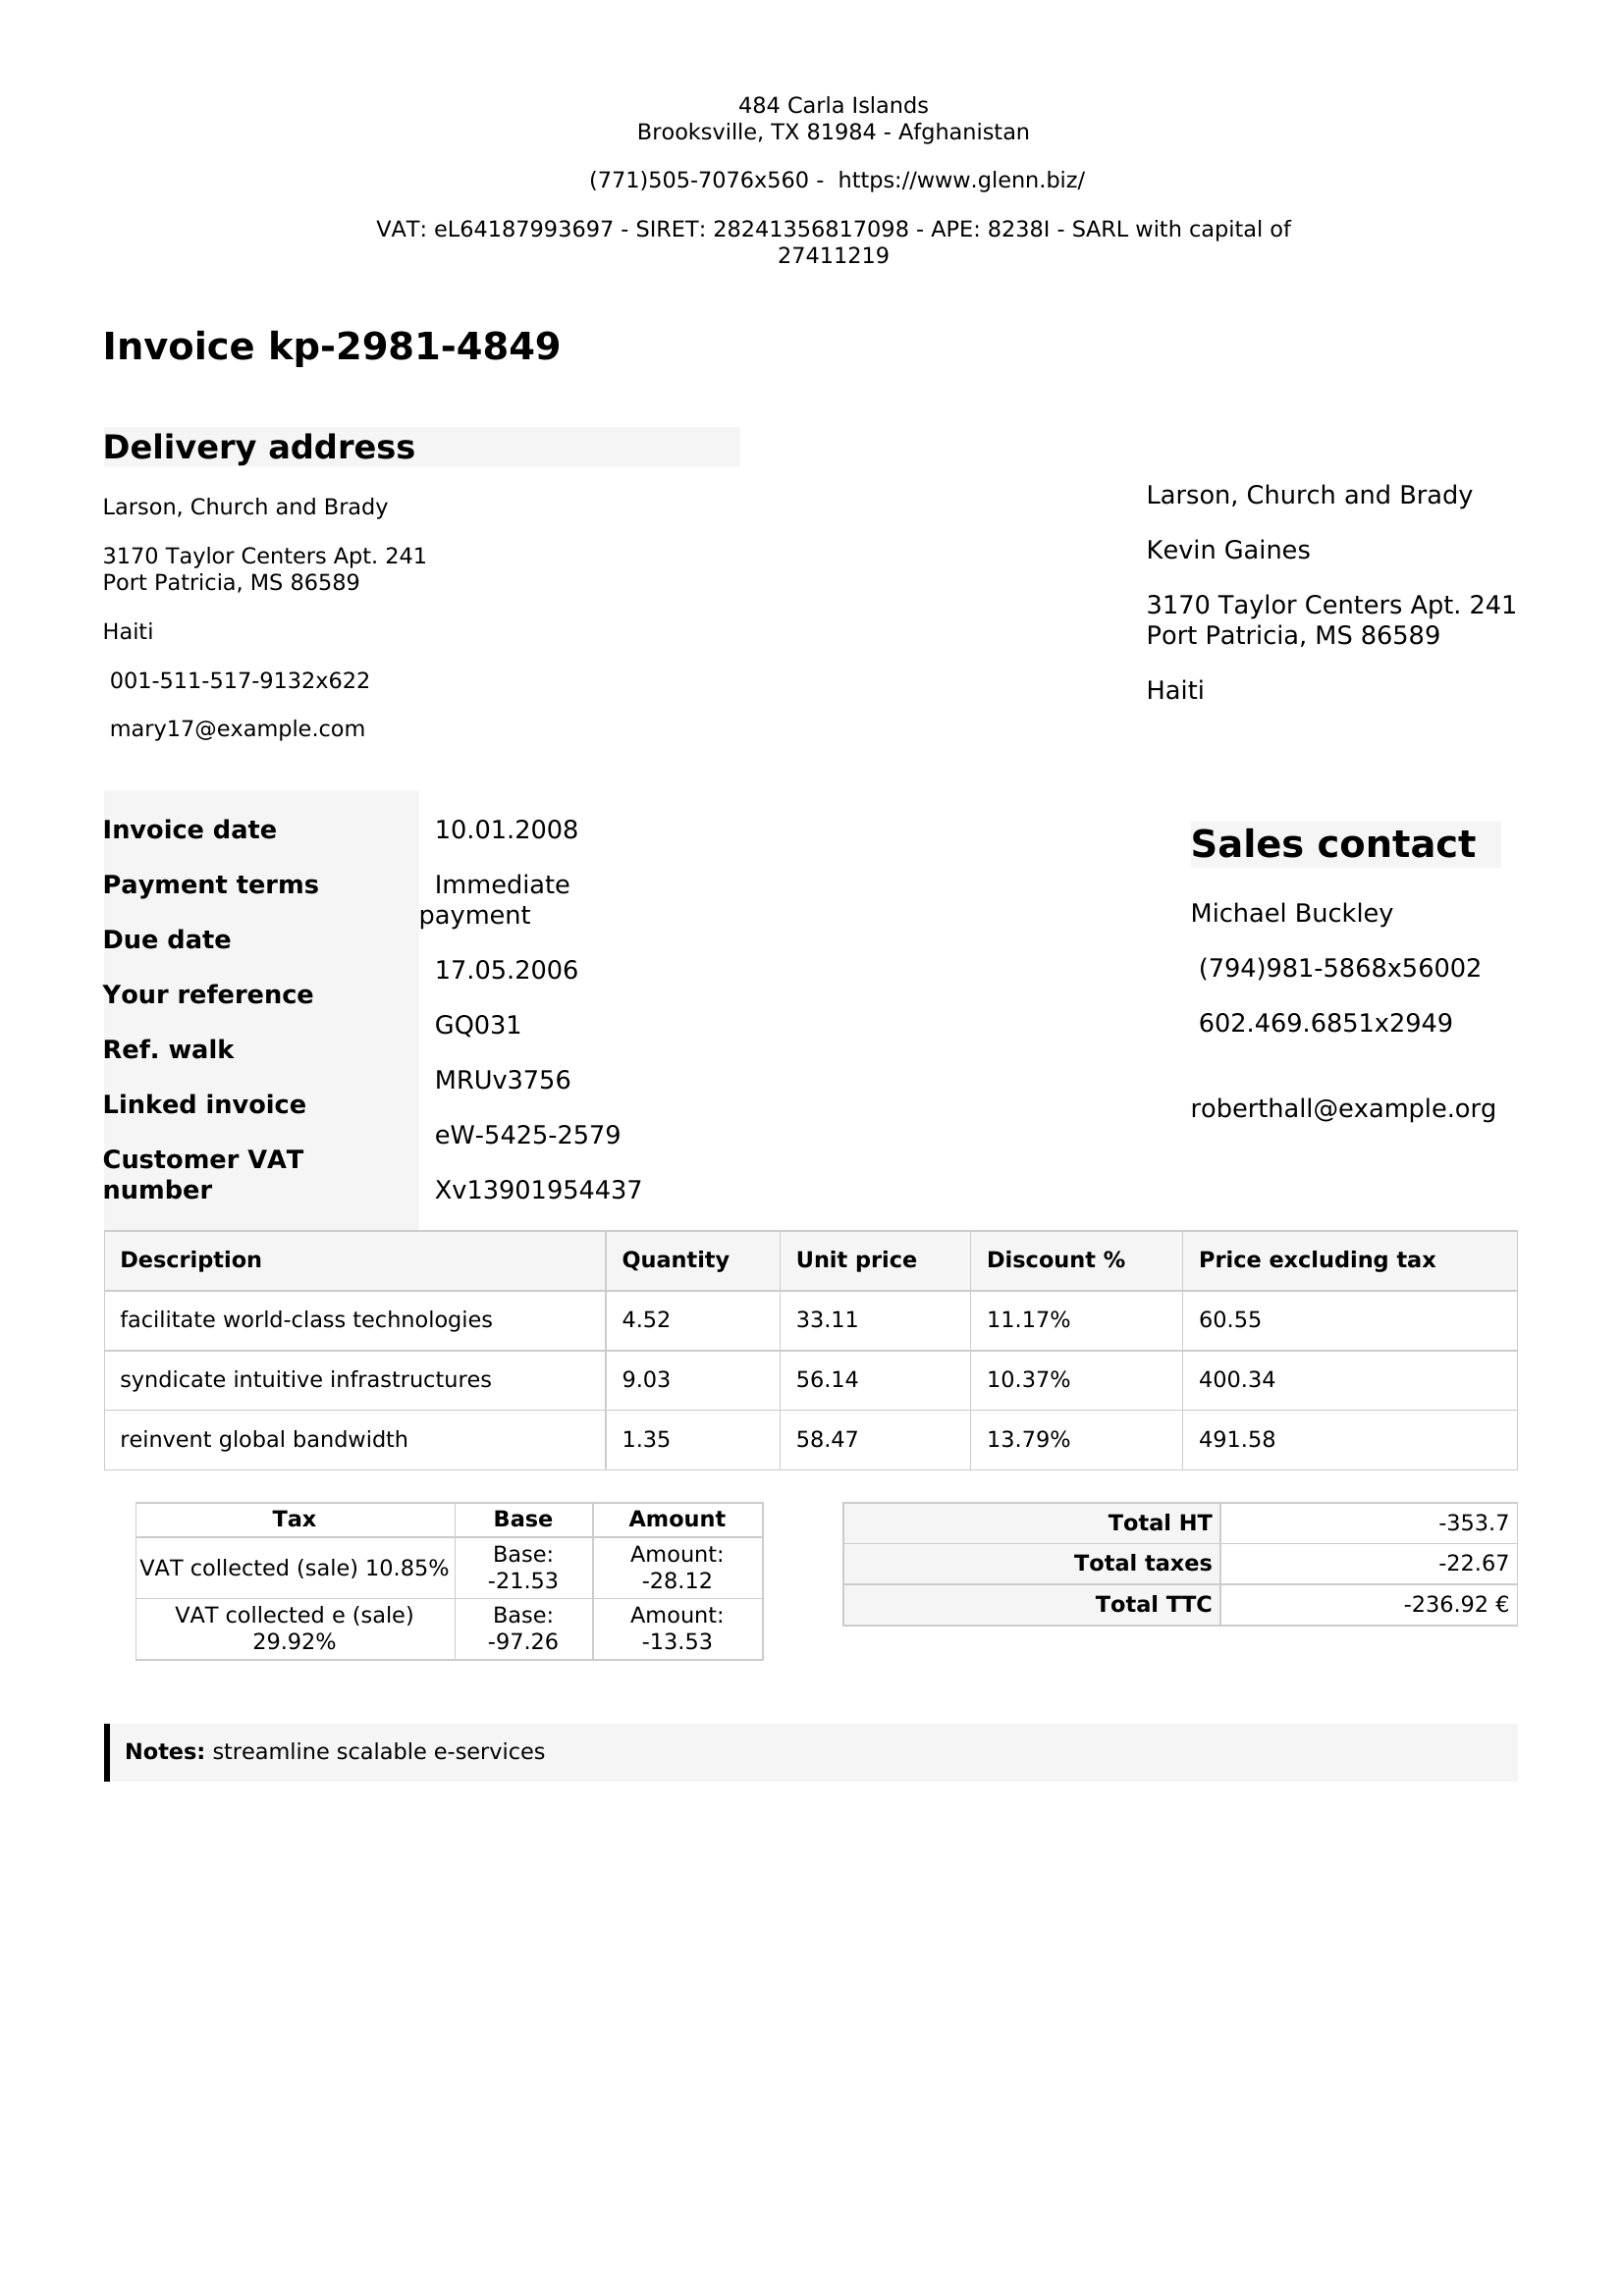 484 Carla Islands
Brooksville, TX 81984 - Afghanistan
(771)505-7076x560 - https://www.glenn.biz/
VAT: eL64187993697 - SIRET: 28241356817098 - APE: 8238l - SARL with capital of
27411219
Invoice kp-2981-4849
Delivery address
Larson, Church and Brady
3170 Taylor Centers Apt. 241
Port Patricia, MS 86589
Haiti
001-511-517-9132x622
mary17@example.com
Larson, Church and Brady
Kevin Gaines
3170 Taylor Centers Apt. 241
Port Patricia, MS 86589
Haiti
Invoice date
Payment terms
Due date
Your reference
Ref. walk
Linked invoice
Customer VAT
number
10.01.2008
Immediate
payment
17.05.2006
GQ031
MRUv3756
eW-5425-2579
Xv13901954437
Sales contact
Michael Buckley
(794)981-5868x56002
602.469.6851x2949
roberthall@example.org
Description Quantity Unit price Discount % Price excluding tax
facilitate world-class technologies 4.52 33.11 11.17% 60.55
syndicate intuitive infrastructures 9.03 56.14 10.37% 400.34
reinvent global bandwidth 1.35 58.47 13.79% 491.58
Tax Base Amount
VAT collected (sale) 10.85% Base: -21.53 Amount: -28.12
VAT collected e (sale) 29.92% Base: -97.26 Amount: -13.53
Total HT -353.7
Total taxes -22.67
Total TTC -236.92 €
Notes: streamline scalable e-services